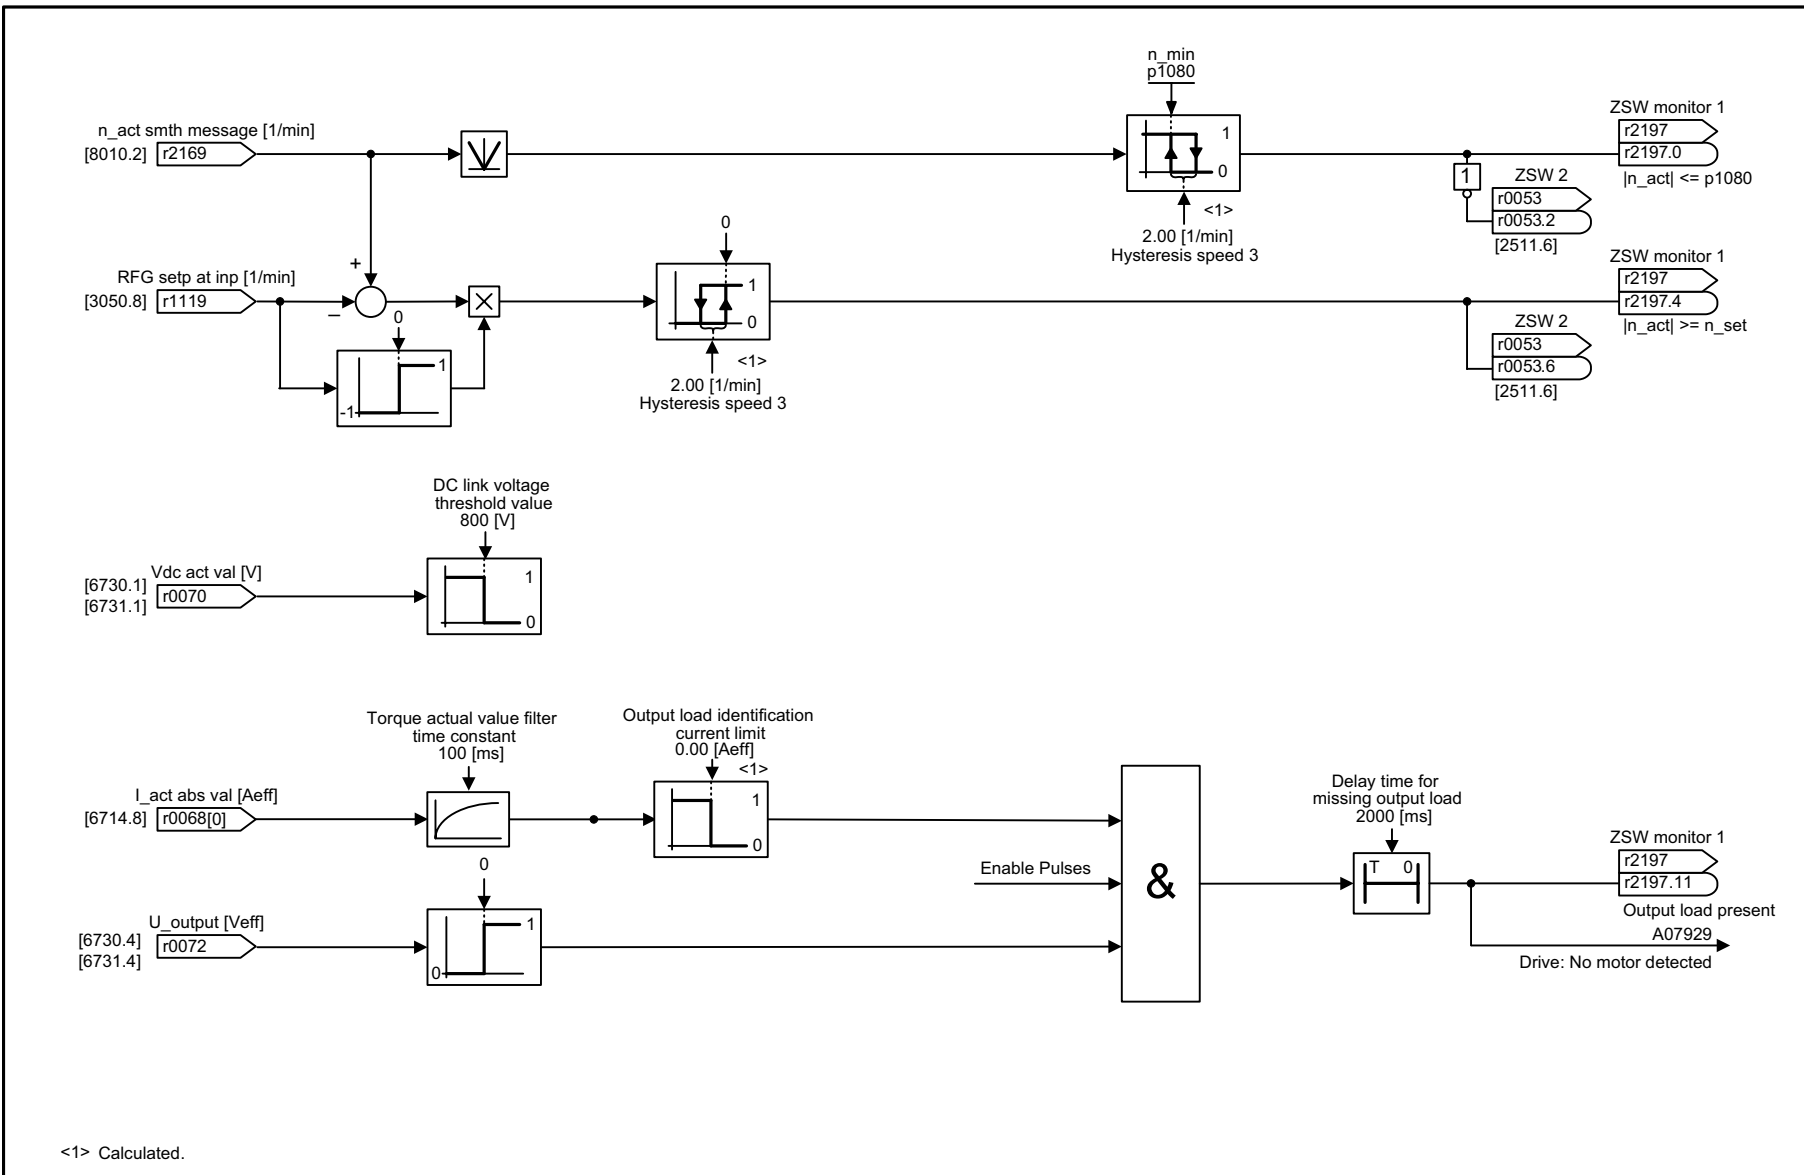 n_min
p1080
n_act smth message [1/min]
[8010.2] r2169
1
0
<1>
2.00 [1/min]
Hysteresis speed 3
ZSW monitor 1
r2197
r2197.0
|n_act| <= p1080
1
ZSW 2
r0053
r0053.2
[2511.6]
RFG setp at inp [1/min]
[3050.8] r1119
+
–
0
1
-1
0
1
0
<1>
2.00 [1/min]
Hysteresis speed 3
ZSW monitor 1
r2197
r2197.4
|n_act| >= n_set
ZSW 2
r0053
r0053.6
[2511.6]
DC link voltage
threshold value
800 [V]
Vdc act val [V]
[6730.1]
[6731.1]
r0070
1
0
Torque actual value filter
time constant
100 [ms]
Output load identification
current limit
0.00 [Aeff]
<1>
I_act abs val [Aeff]
[6714.8] r0068[0]
1
0
Enable Pulses
&
Delay time for
missing output load
2000 [ms]
T 0
ZSW monitor 1
r2197
r2197.11
Output load present
A07929
Drive: No motor detected
0
U_output [Veff]
[6730.4]
[6731.4]
r0072
1
0
<1> Calculated.